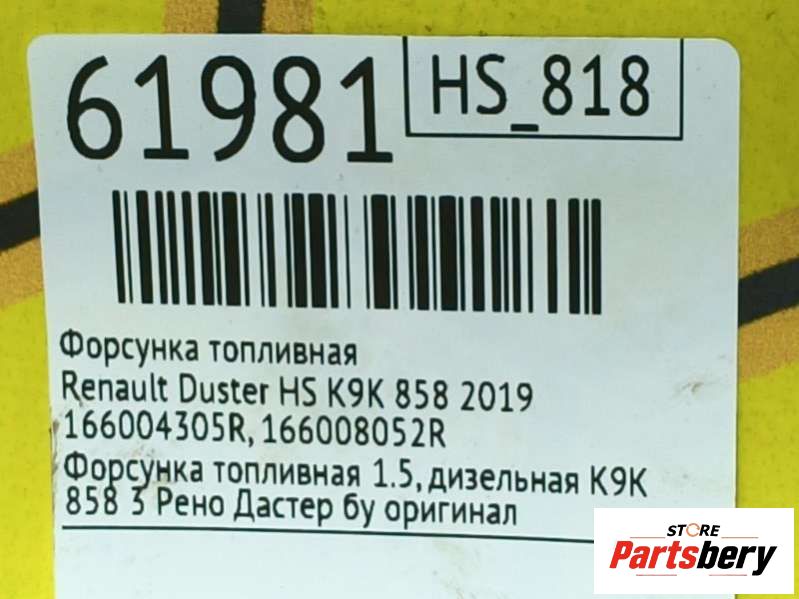 61981
HS_818
Форсунка топливная
Renault Duster HS K9K 858 2019
166004305R, 166008052R
Форсунка топливная 1.5, дизельная K9K
858 3 Рено Дастер бу оригинал
STORE
Partsbery